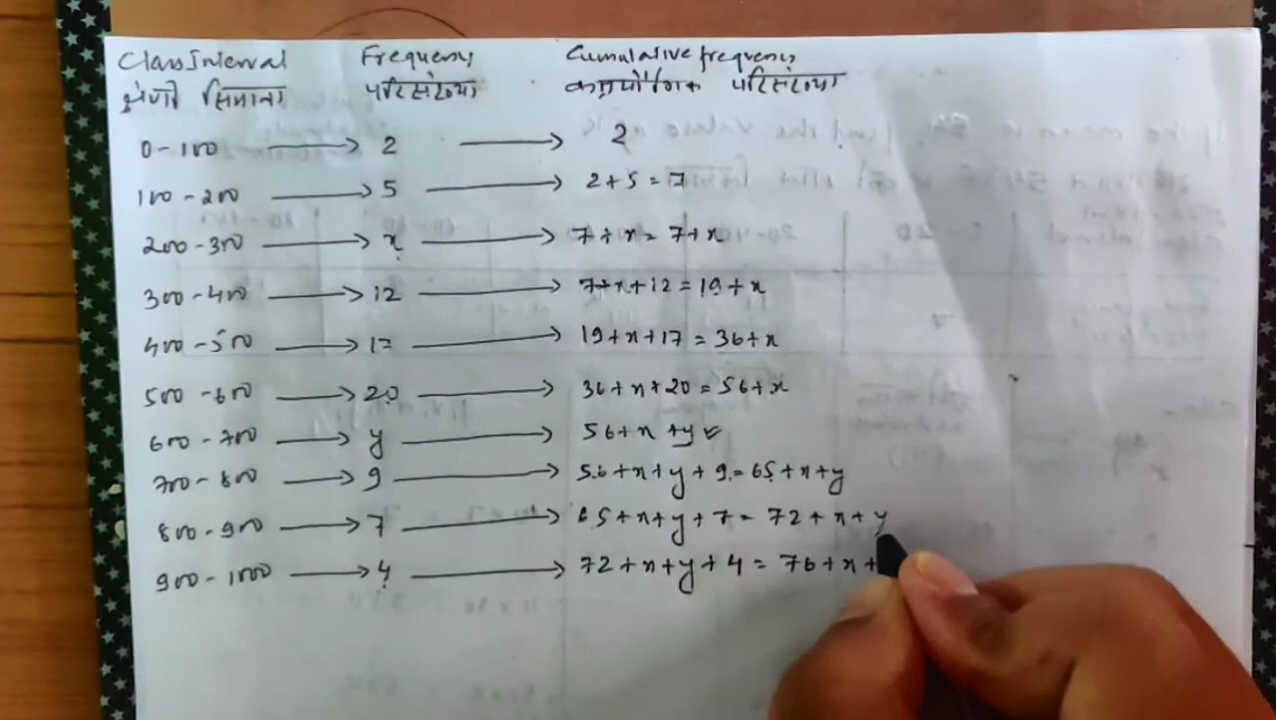 Class Interval Frequency Cumulative frequency
श्रेणी सिमाना परिसंख्या क्रमयौगिक परिसंख्या
0-100 → 2 → 2
100-200 → 5 → 2+5=7
200-300 → x → 7+x=7+x
300-400 → 12 → 7+x+12=19+x
400-500 → 17 → 19+x+17=36+x
500-600 → 20 → 36+x+20=56+x
600-700 → y → 56+x+y
700-800 → 9 → 56+x+y+9=65+x+y
800-900 → 7 → 65+x+y+7=72+x+y
900-1000 → 4 → 72+x+y+4=76+x+